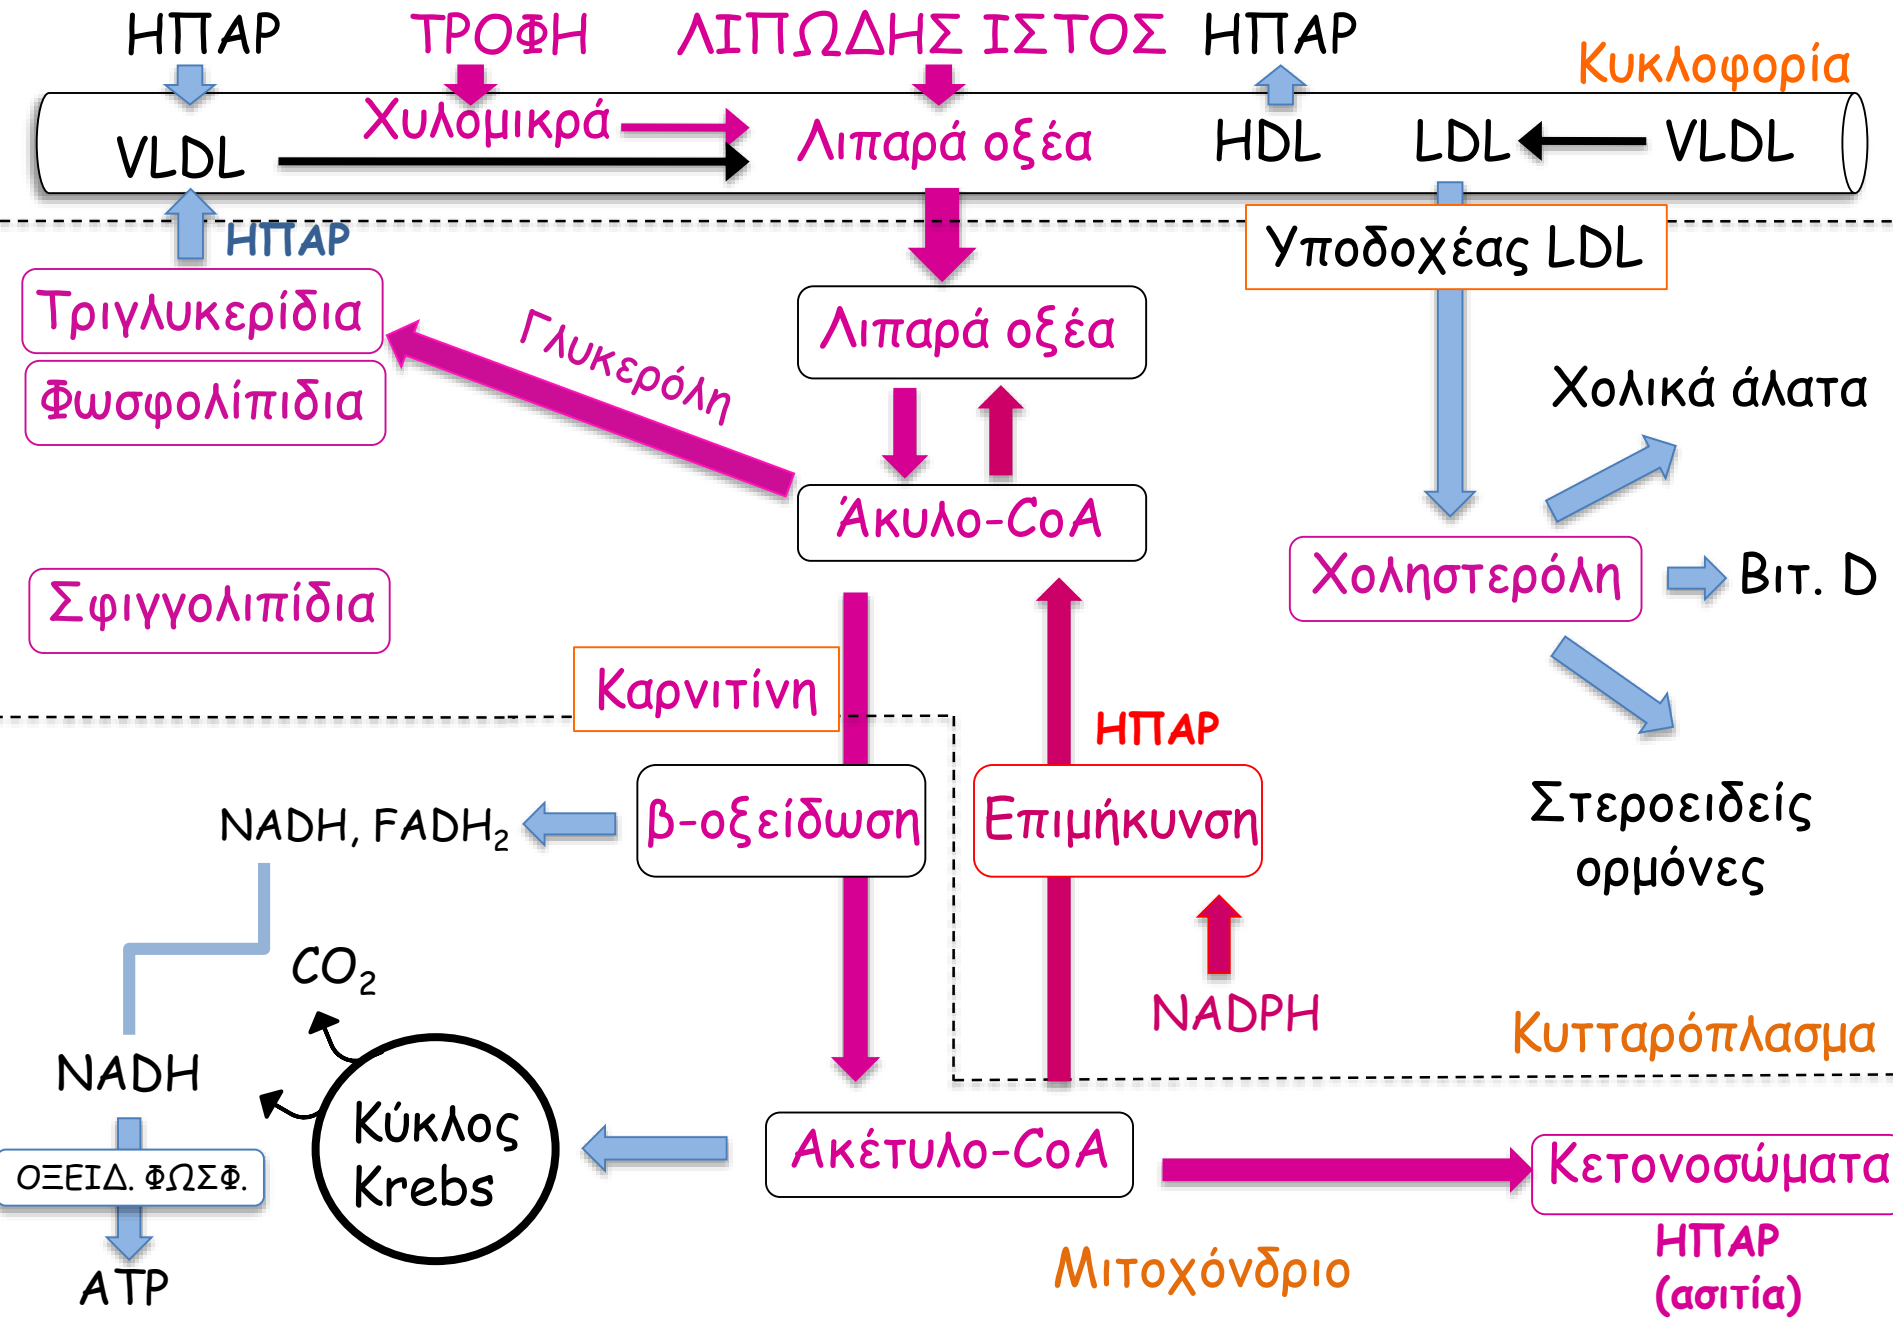 ΗΠΑΡ
ΤΡΟΦΗ
ΛΙΠΩΔΗΣ ΙΣΤΟΣ
ΗΠΑΡ
Κυκλοφορία
VLDL
Χυλομικρά
Λιπαρά οξέα
HDL
LDL
VLDL
ΗΠΑΡ
Υποδοχέας LDL
Τριγλυκερίδια
Γλυκερόλη
Λιπαρά οξέα
Φωσφολίπιδια
Χολικά άλατα
Άκυλο-CoA
Σφιγγολιπίδια
Χοληστερόλη
Βιτ. D
Καρνιτίνη
ΗΠΑΡ
NADH, FADH2
β-οξείδωση
Επιμήκυνση
Στεροειδείς
ορμόνες
CO2
NADPH
Κυτταρόπλασμα
NADH
Κύκλος
Krebs
Ακέτυλο-CoA
Κετονοσώματα
ΟΞΕΙΔ. ΦΩΣΦ.
ΗΠΑΡ
(ασιτία)
Μιτοχόνδριο
ATP